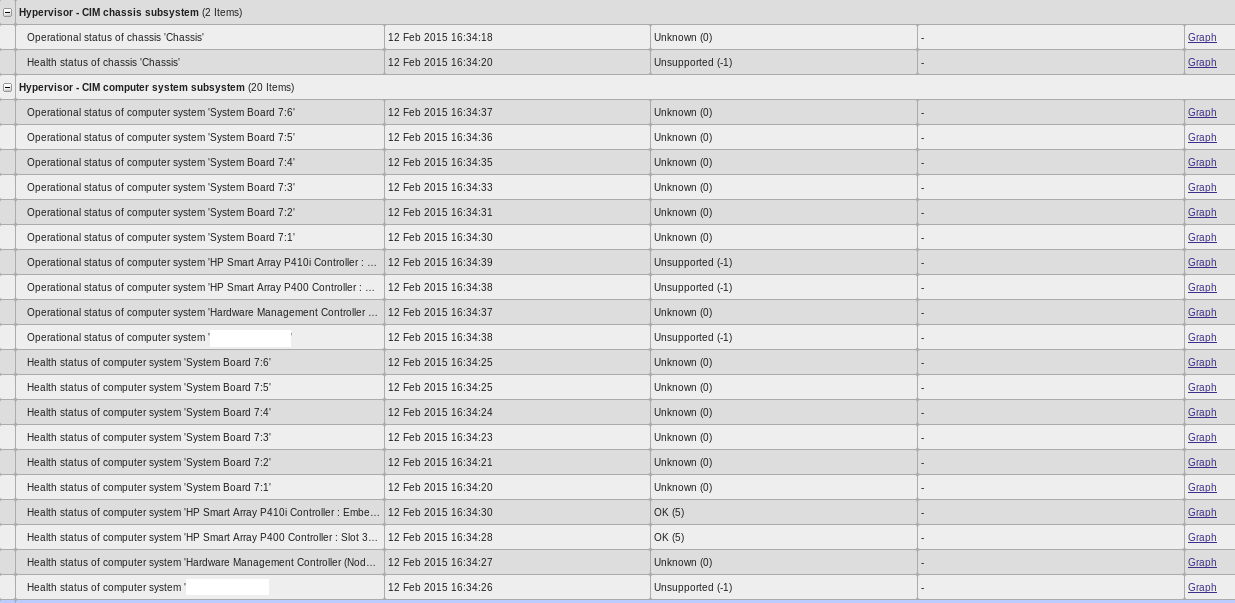 Hypervisor - CIM chassis subsystem (2 Items)
Operational status of chassis 'Chassis' 12 Feb 2015 16:34:18 Unknown (0) - Graph
Health status of chassis 'Chassis' 12 Feb 2015 16:34:20 Unsupported (-1) - Graph
Hypervisor - CIM computer system subsystem (20 Items)
Operational status of computer system 'System Board 7:6' 12 Feb 2015 16:34:37 Unknown (0) - Graph
Operational status of computer system 'System Board 7:5' 12 Feb 2015 16:34:36 Unknown (0) - Graph
Operational status of computer system 'System Board 7:4' 12 Feb 2015 16:34:35 Unknown (0) - Graph
Operational status of computer system 'System Board 7:3' 12 Feb 2015 16:34:33 Unknown (0) - Graph
Operational status of computer system 'System Board 7:2' 12 Feb 2015 16:34:31 Unknown (0) - Graph
Operational status of computer system 'System Board 7:1' 12 Feb 2015 16:34:30 Unknown (0) - Graph
Operational status of computer system 'HP Smart Array P410i Controller : ... 12 Feb 2015 16:34:39 Unsupported (-1) - Graph
Operational status of computer system 'HP Smart Array P400 Controller : ... 12 Feb 2015 16:34:38 Unsupported (-1) - Graph
Operational status of computer system 'Hardware Management Controller ... 12 Feb 2015 16:34:37 Unknown (0) - Graph
Operational status of computer system ' ' 12 Feb 2015 16:34:38 Unsupported (-1) - Graph
Health status of computer system 'System Board 7:6' 12 Feb 2015 16:34:25 Unknown (0) - Graph
Health status of computer system 'System Board 7:5' 12 Feb 2015 16:34:25 Unknown (0) - Graph
Health status of computer system 'System Board 7:4' 12 Feb 2015 16:34:24 Unknown (0) - Graph
Health status of computer system 'System Board 7:3' 12 Feb 2015 16:34:23 Unknown (0) - Graph
Health status of computer system 'System Board 7:2' 12 Feb 2015 16:34:21 Unknown (0) - Graph
Health status of computer system 'System Board 7:1' 12 Feb 2015 16:34:20 Unknown (0) - Graph
Health status of computer system 'HP Smart Array P410i Controller : Embe... 12 Feb 2015 16:34:30 OK (5) - Graph
Health status of computer system 'HP Smart Array P400 Controller : Slot 3... 12 Feb 2015 16:34:28 OK (5) - Graph
Health status of computer system 'Hardware Management Controller (Nod... 12 Feb 2015 16:34:27 Unknown (0) - Graph
Health status of computer system ' 12 Feb 2015 16:34:26 Unsupported (-1) - Graph